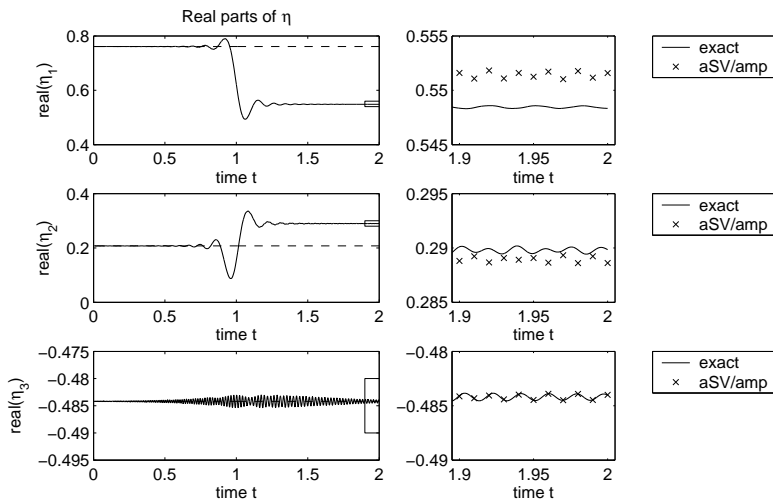 Real parts of η
real(η1)
0.8
0.6
0.4
0
0.5
1
1.5
2
time t
0.555
0.55
0.545
1.9
1.95
2
time t
exact
aSV/amp
real(η2)
0.4
0.2
0
0
0.5
1
1.5
2
time t
0.295
0.29
0.285
1.9
1.95
2
time t
exact
aSV/amp
real(η3)
−0.475
−0.48
−0.485
−0.49
−0.495
0
0.5
1
1.5
2
time t
−0.48
−0.485
−0.49
1.9
1.95
2
time t
exact
aSV/amp